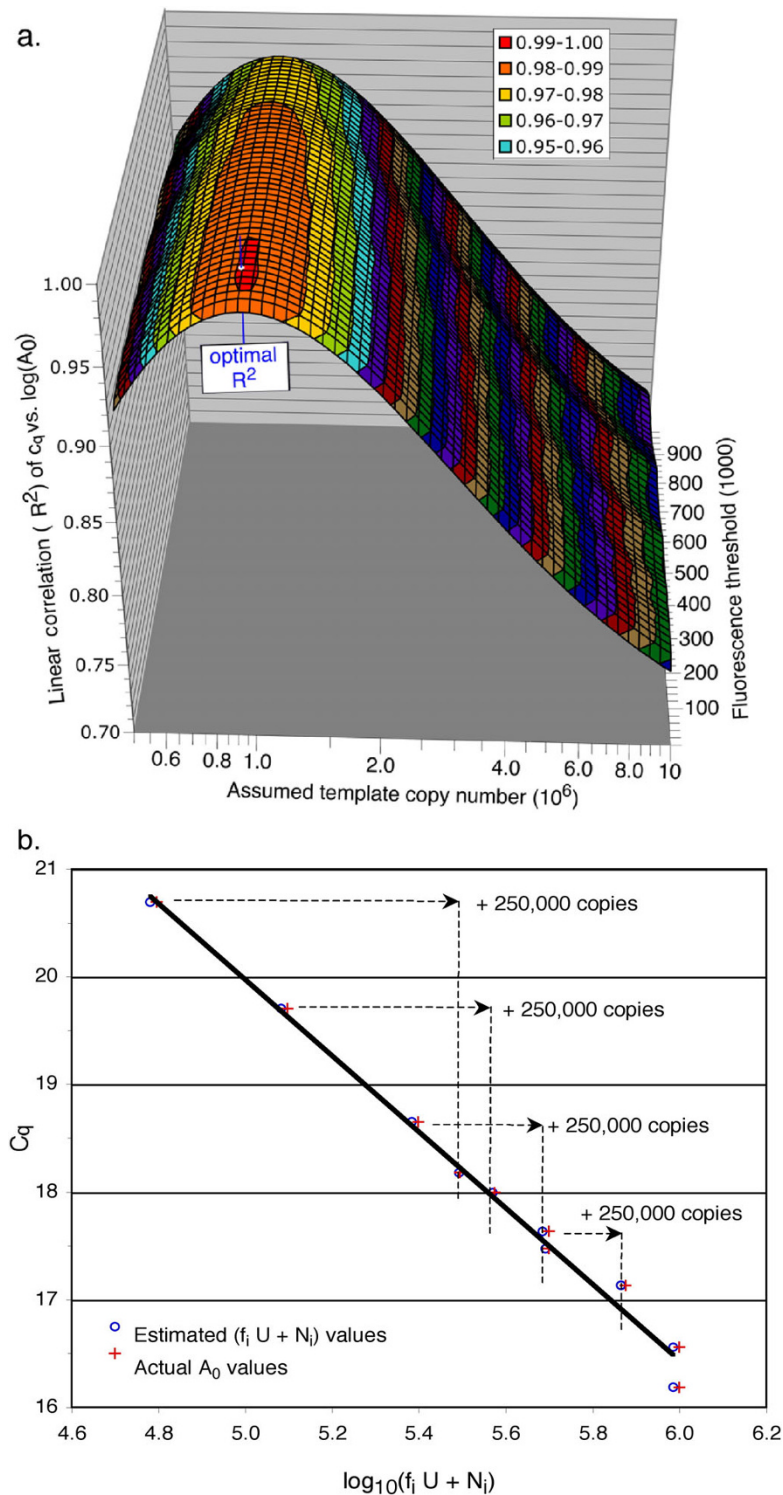 a.
0.99-1.00
0.98-0.99
0.97-0.98
0.96-0.97
0.95-0.96
optimal
R²
Linear correlation ( R²) of cq vs. log(A0)
1.00
0.95
0.90
0.85
0.80
0.75
0.70
900
800
700
600
500
400
300
200
100
Fluorescence threshold (1000)
0.6
0.8
1.0
2.0
4.0
6.0
8.0
10
Assumed template copy number (10⁶)
b.
21
20
19
18
17
16
Cq
+ 250,000 copies
+ 250,000 copies
+ 250,000 copies
+ 250,000 copies
Estimated (fi U + Ni) values
Actual A0 values
4.6
4.8
5.0
5.2
5.4
5.6
5.8
6.0
6.2
log10(fi U + Ni)